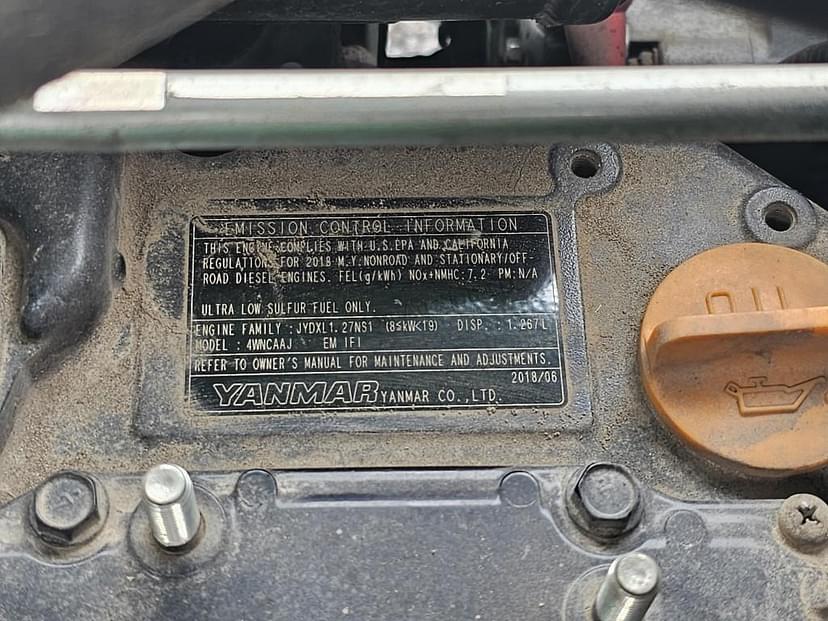 EMISSION CONTROL INFORMATION
THIS ENGINE COMPLIES WITH U.S.EPA AND CALIFORNIA
REGULATIONS FOR 2018 M.Y.NONROAD AND STATIONARY/OFF-
ROAD DIESEL ENGINES. FEL(g/kWh) NOx+NMHC:7.2 PM:N/A
ULTRA LOW SULFUR FUEL ONLY.
ENGINE FAMILY :JYDXL1.27NS1 (8≤kW<19) DISP. :1.267L
MODEL :4WNCAAJ EM IFI
REFER TO OWNER'S MANUAL FOR MAINTENANCE AND ADJUSTMENTS.
2018/06
YANMAR YANMAR CO.,LTD.
OIL